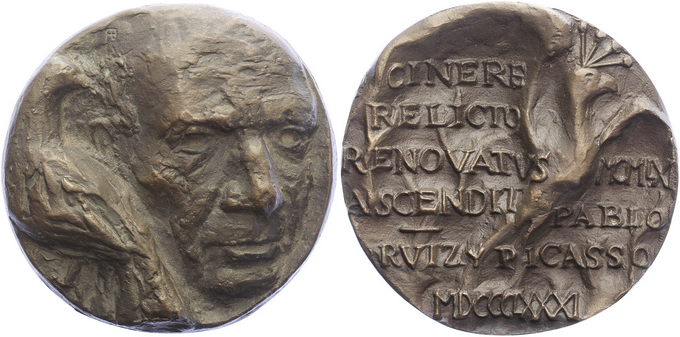 CINERE
RELICTO
RENOVATVS
ASCENDIT MCMLX
PABLO
RVIZ Y PICASSO
MDCCCLXXXI